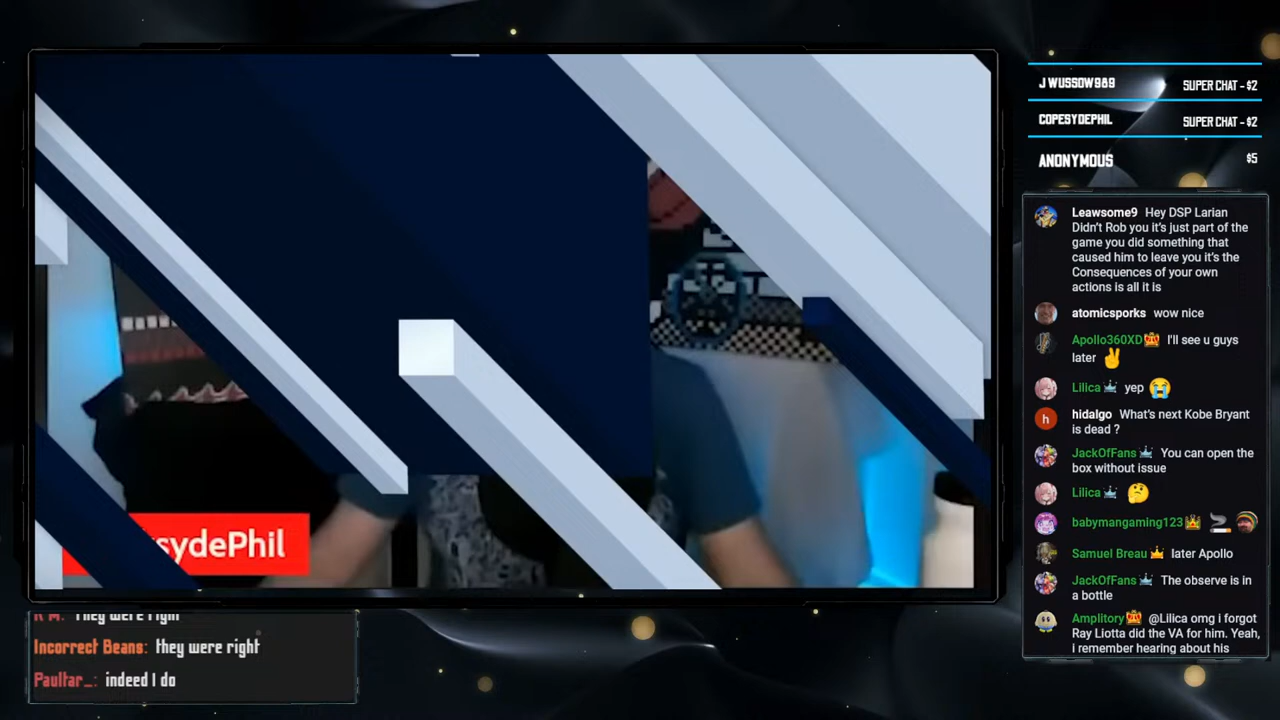 J WUSSOW989 SUPER CHAT - $2
COPESYDEPHIL SUPER CHAT - $2
ANONYMOUS $5
Leawsome9 Hey DSP Larian
Didn't Rob you it's just part of the
game you did something that
caused him to leave you it's the
Consequences of your own
actions is all it is
atomicsporks wow nice
Apollo360XD I'll see u guys
later ✌
Lilica yep 😭
h hidalgo What's next Kobe Bryant
is dead ?
JackOfFans You can open the
box without issue
Lilica 🤔
babymangaming123
Samuel Breau later Apollo
JackOfFans The observe is in
a bottle
Amplitory @Lilica omg i forgot
Ray Liotta did the VA for him. Yeah,
i remember hearing about his
sydePhil
They were right
Incorrect Beans: they were right
Paultar_: indeed I do